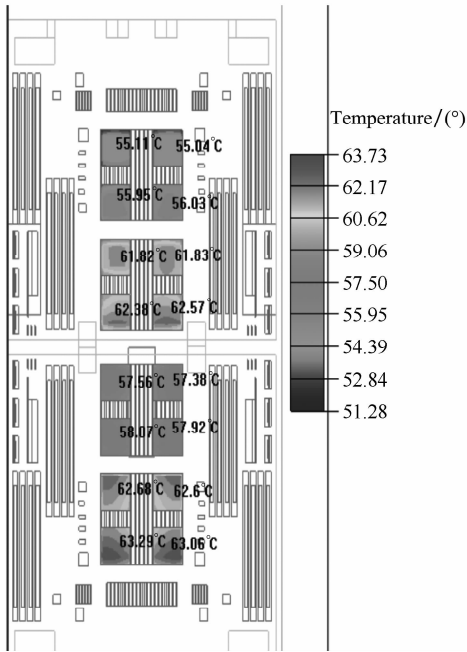 55.11°C 55.04°C
55.95°C 56.03°C
61.82°C 61.83°C
62.38°C 62.57°C
57.56°C 57.38°C
58.07°C 57.92°C
62.68°C 62.6°C
63.29°C 63.06°C
Temperature/(°)
63.73
62.17
60.62
59.06
57.50
55.95
54.39
52.84
51.28